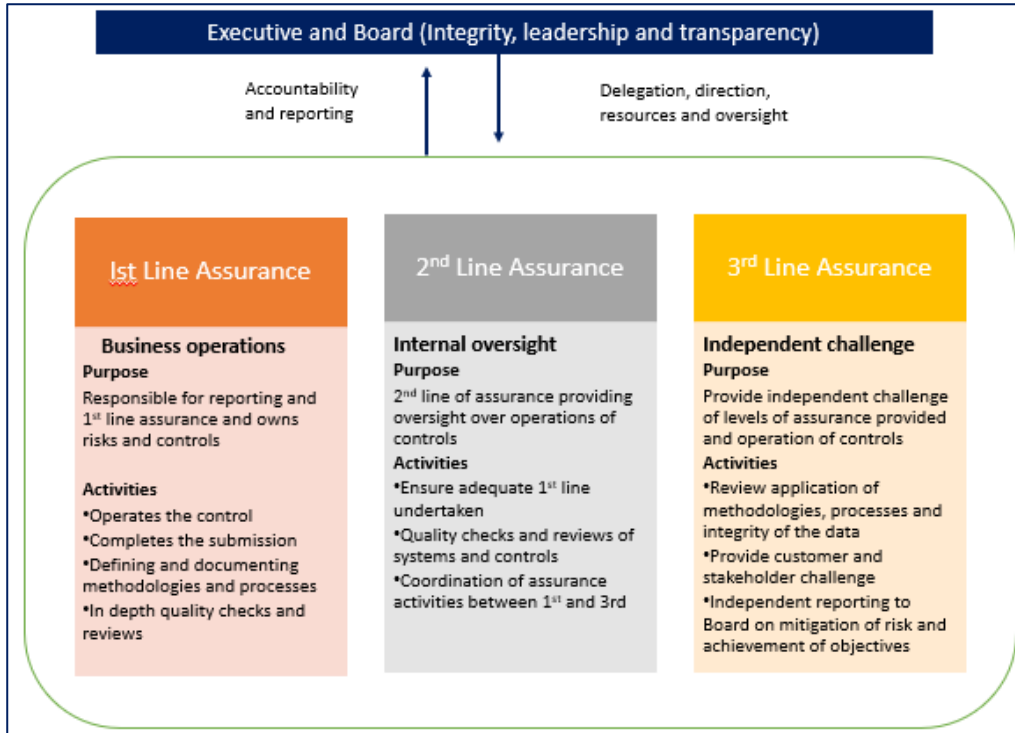 Executive and Board (Integrity, leadership and transparency)
Accountability
and reporting
Delegation, direction,
resources and oversight
Ist Line Assurance
Business operations
Purpose
Responsible for reporting and
1st line assurance and owns
risks and controls
Activities
•Operates the control
•Completes the submission
•Defining and documenting
methodologies and processes
•In depth quality checks and
reviews
2nd Line Assurance
Internal oversight
Purpose
2nd line of assurance providing
oversight over operations of
controls
Activities
•Ensure adequate 1st line
undertaken
•Quality checks and reviews of
systems and controls
•Coordination of assurance
activities between 1st and 3rd
3rd Line Assurance
Independent challenge
Purpose
Provide independent challenge
of levels of assurance provided
and operation of controls
Activities
•Review application of
methodologies, processes and
integrity of the data
•Provide customer and
stakeholder challenge
•Independent reporting to
Board on mitigation of risk and
achievement of objectives